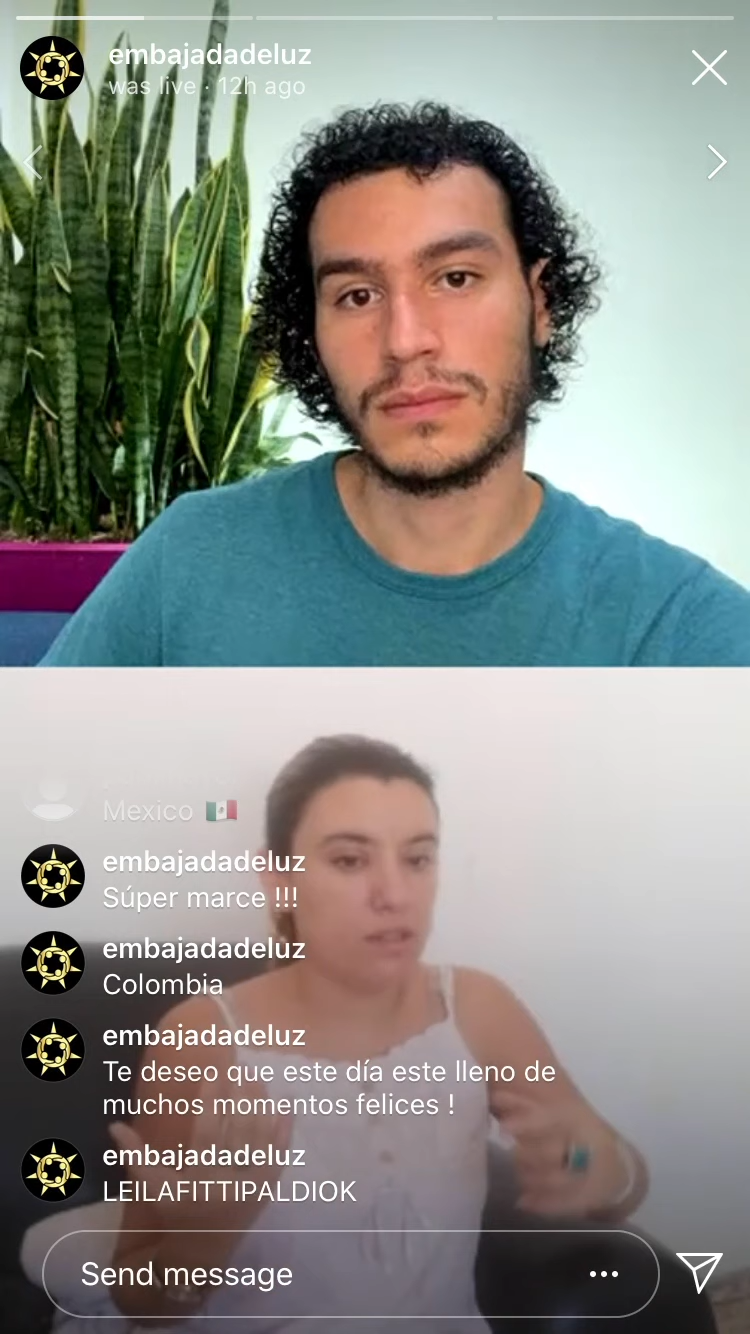 embajadadeluz
was live · 12h ago
Mexico 🇲🇽
embajadadeluz
Súper marce !!!
embajadadeluz
Colombia
embajadadeluz
Te deseo que este día este lleno de
muchos momentos felices !
embajadadeluz
LEILAFITTIPALDIOK
Send message